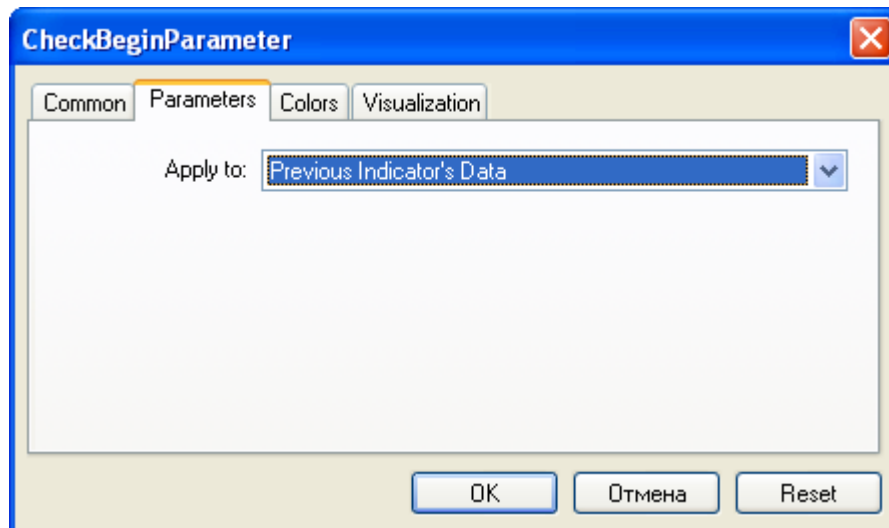 CheckBeginParameter
Common Parameters Colors Visualization
Apply to: Previous Indicator's Data
OK Отмена Reset